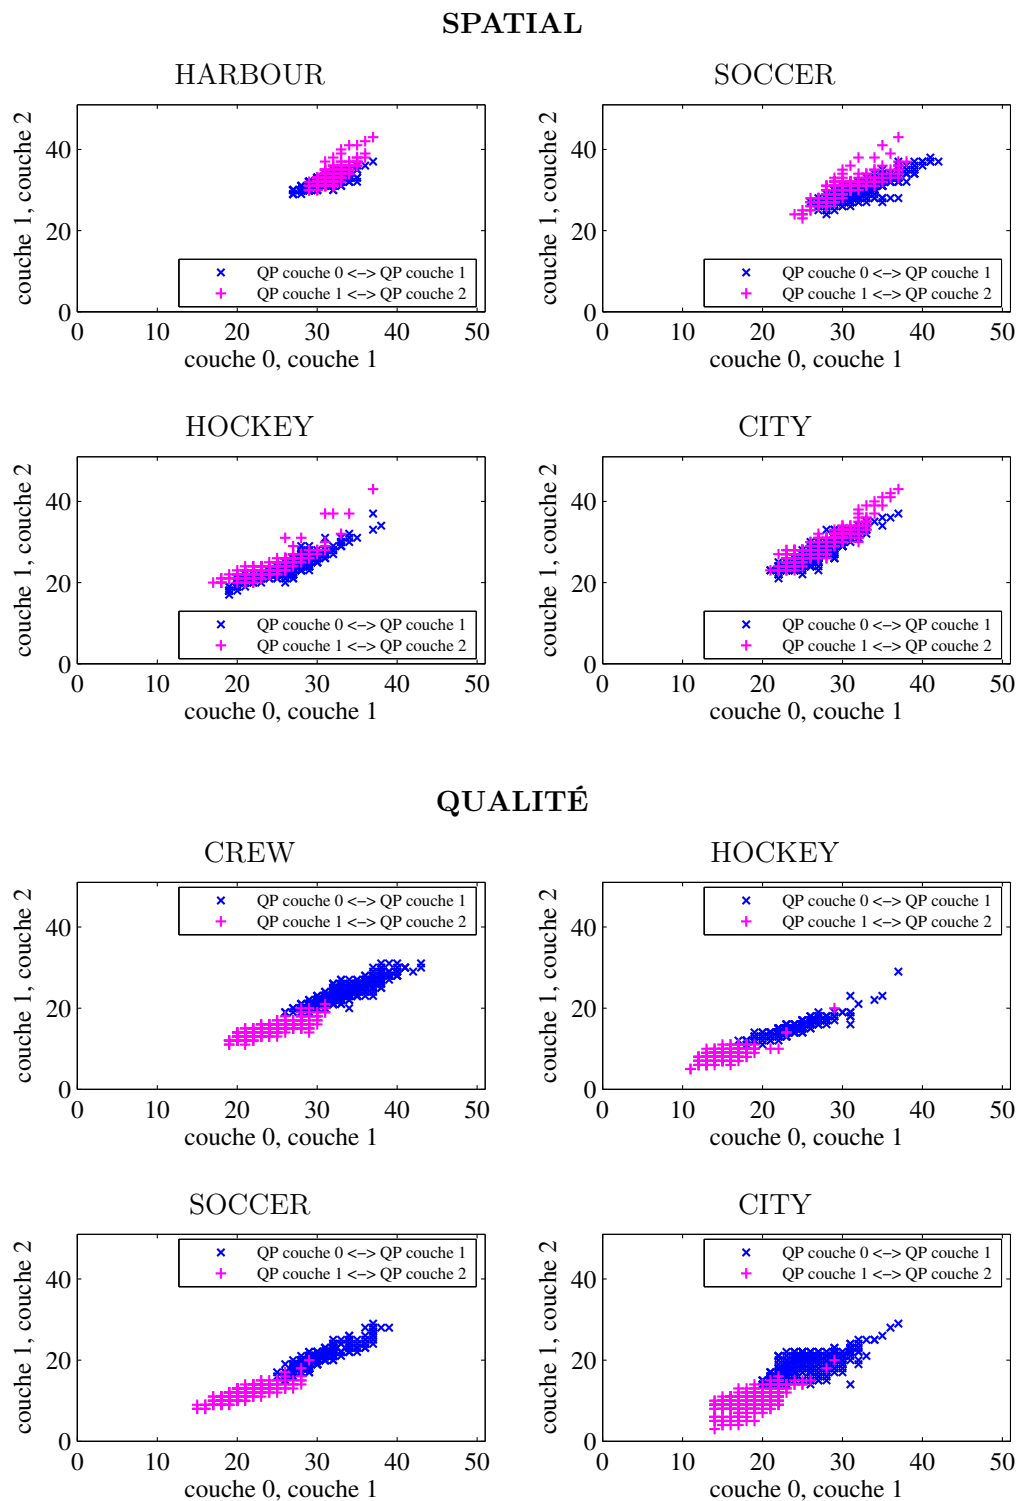 SPATIAL
HARBOUR
couche 1, couche 2
40
20
0
QP couche 0 <−> QP couche 1
QP couche 1 <−> QP couche 2
0 10 20 30 40 50
couche 0, couche 1
SOCCER
couche 1, couche 2
40
20
0
QP couche 0 <−> QP couche 1
QP couche 1 <−> QP couche 2
0 10 20 30 40 50
couche 0, couche 1
HOCKEY
couche 1, couche 2
40
20
0
QP couche 0 <−> QP couche 1
QP couche 1 <−> QP couche 2
0 10 20 30 40 50
couche 0, couche 1
CITY
couche 1, couche 2
40
20
0
QP couche 0 <−> QP couche 1
QP couche 1 <−> QP couche 2
0 10 20 30 40 50
couche 0, couche 1
QUALITÉ
CREW
couche 1, couche 2
QP couche 0 <−> QP couche 1
QP couche 1 <−> QP couche 2
40
20
0
0 10 20 30 40 50
couche 0, couche 1
HOCKEY
couche 1, couche 2
QP couche 0 <−> QP couche 1
QP couche 1 <−> QP couche 2
40
20
0
0 10 20 30 40 50
couche 0, couche 1
SOCCER
couche 1, couche 2
QP couche 0 <−> QP couche 1
QP couche 1 <−> QP couche 2
40
20
0
0 10 20 30 40 50
couche 0, couche 1
CITY
couche 1, couche 2
QP couche 0 <−> QP couche 1
QP couche 1 <−> QP couche 2
40
20
0
0 10 20 30 40 50
couche 0, couche 1